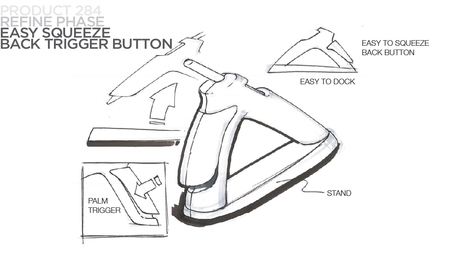 PRODUCT 284
REFINE PHASE
EASY SQUEEZE
BACK TRIGGER BUTTON
EASY TO SQUEEZE
BACK BUTTON
EASY TO DOCK
PALM
TRIGGER
STAND